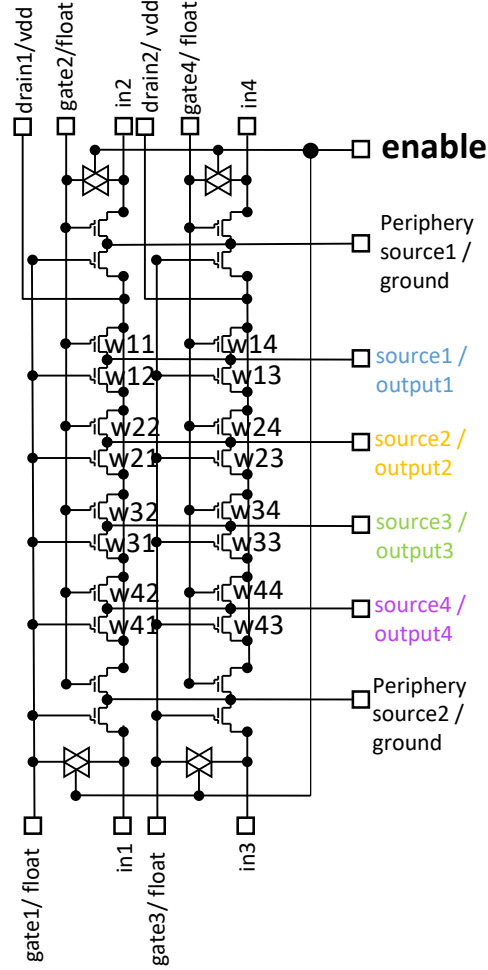 drain1/vdd
gate2/float
in2
drain2/ vdd
gate4/ float
in4
enable
Periphery
source1 /
ground
w11
w14
source1 /
output1
w12
w13
w22
w24
source2 /
output2
w21
w23
w32
w34
source3 /
output3
w31
w33
w42
w44
source4 /
output4
w41
w43
Periphery
source2 /
ground
gate1/ float
in1
gate3/ float
in3